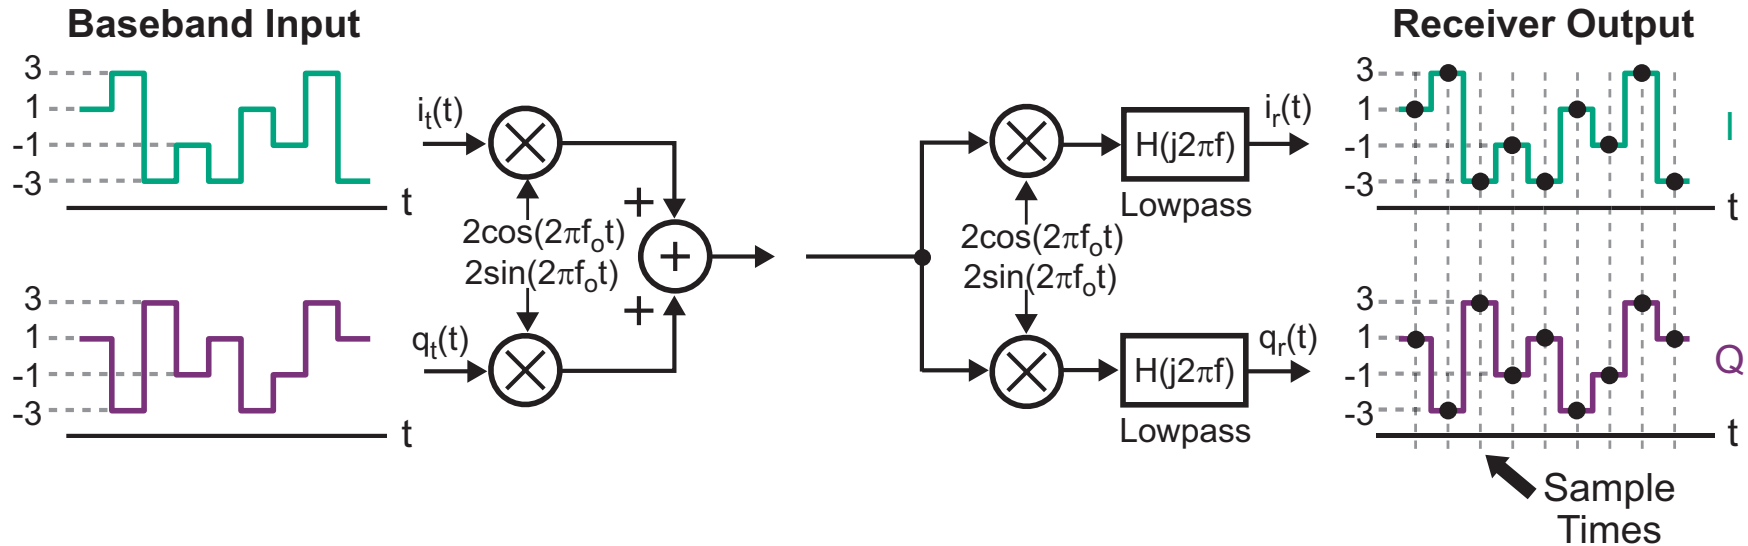 Baseband Input
Receiver Output
3
1
-1
-3
t
i_t(t)
2cos(2πf_ot)
2sin(2πf_ot)
q_t(t)
3
1
-1
-3
t
+
+
+
2cos(2πf_ot)
2sin(2πf_ot)
H(j2πf)
Lowpass
i_r(t)
H(j2πf)
Lowpass
q_r(t)
3
1
-1
-3
t
I
3
1
-1
-3
t
Q
Sample
Times